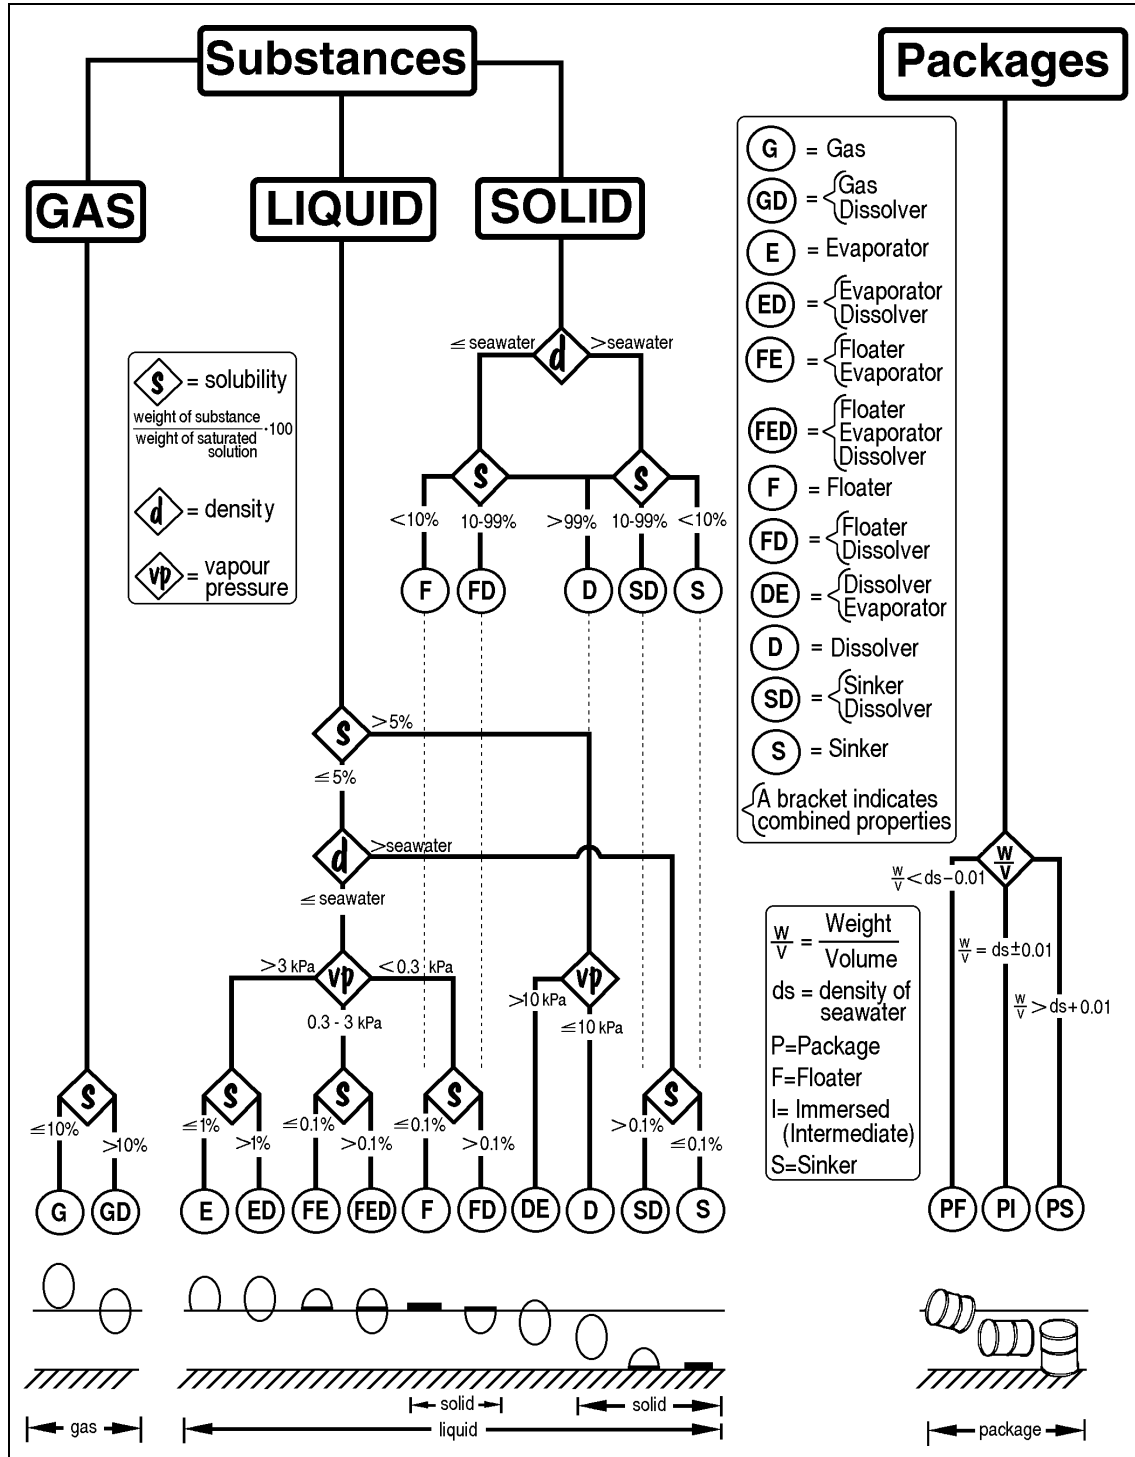 Substances
Packages
GAS
LIQUID
SOLID
G = Gas
GD = Gas
Dissolver
E = Evaporator
ED = Evaporator
Dissolver
FE = Floater
Evaporator
FED = Floater
Evaporator
Dissolver
F = Floater
FD = Floater
Dissolver
DE = Dissolver
Evaporator
D = Dissolver
SD = Sinker
Dissolver
S = Sinker
A bracket indicates
combined properties
≤ seawater d >seawater
S = solubility
weight of substance
weight of saturated
solution
·100
d = density
vp = vapour
pressure
S S
<10% 10-99% >99% 10-99% <10%
F FD D SD S
S >5%
≤5%
d >seawater
≤ seawater
>3 kPa vp <0.3 kPa
0.3 - 3 kPa
vp
>10 kPa
≤10 kPa
S S S S S
≤10% >10% ≤1% >1% ≤0.1% >0.1% ≤0.1% >0.1% >0.1% ≤0.1%
G GD E ED FE FED F FD DE D SD S
W/V
W/V <ds−0.01
W/V = ds±0.01
W/V >ds+0.01
W/V = Weight
Volume
ds = density of
seawater
P=Package
F=Floater
I= Immersed
(Intermediate)
S=Sinker
PF PI PS
solid solid
gas liquid package